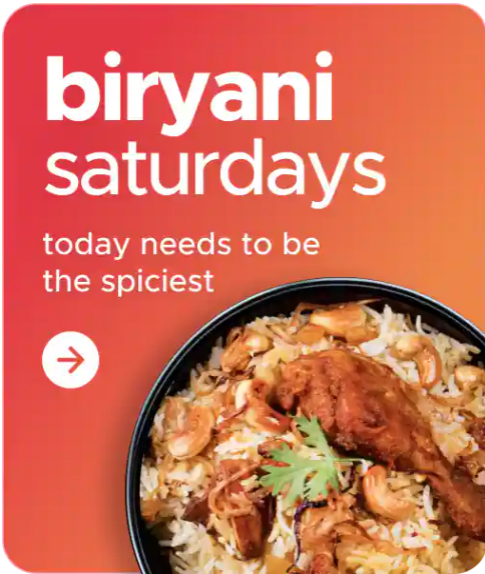 biryani
saturdays
today needs to be
the spiciest